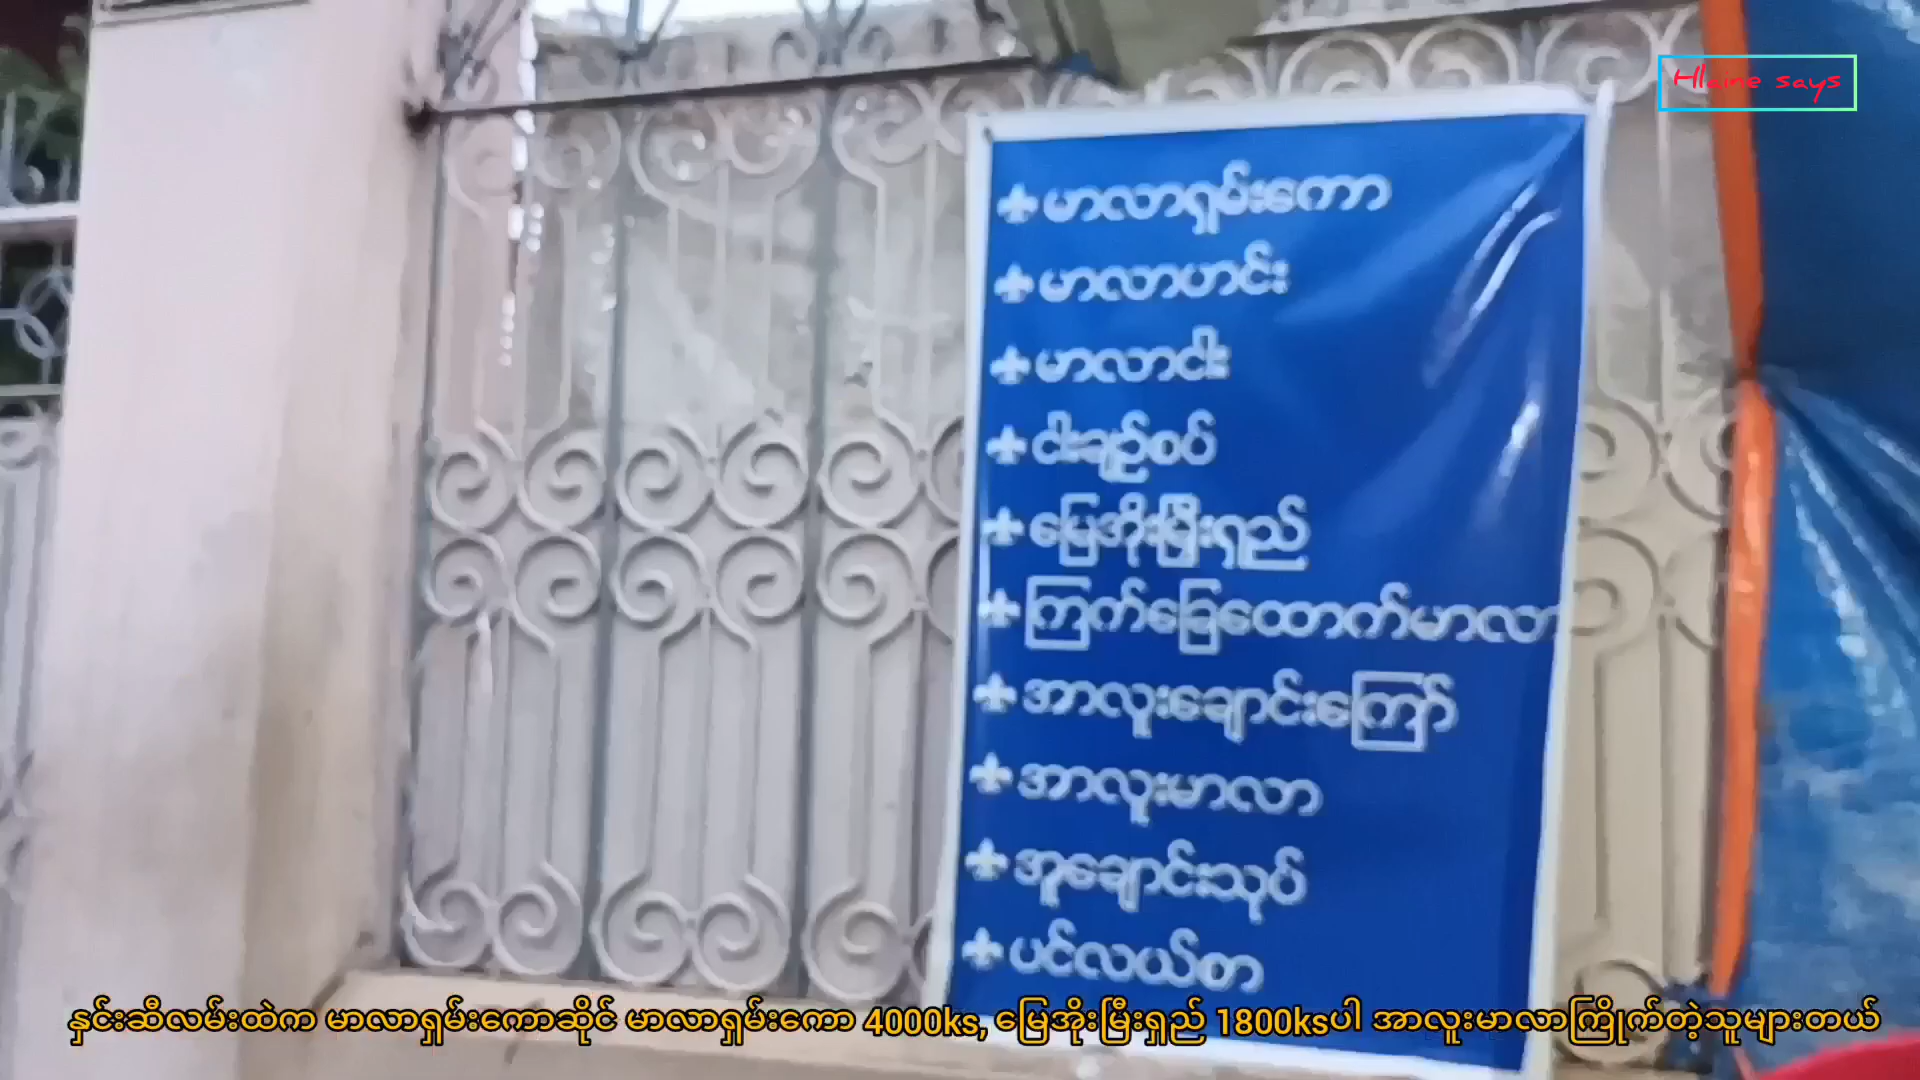 Hlaine says
မာလာရှမ်းကော
မာလာဟင်း
မာလာငါး
ငါးချဉ်စပ်
မြေအိုးမြီးရှည်
ကြက်ခြေထောက်မာလာ
အာလူးချောင်းကြော်
အာလူးမာလာ
အူချောင်းသုပ်
ပင်လယ်စာ
နှင်းဆီလမ်းထဲက မာလာရှမ်းကောဆိုင် မာလာရှမ်းကော 4000ks, မြေအိုးမြီးရှည် 1800ksပါ အာလူးမာလာကြိုက်တဲ့သူများတယ်